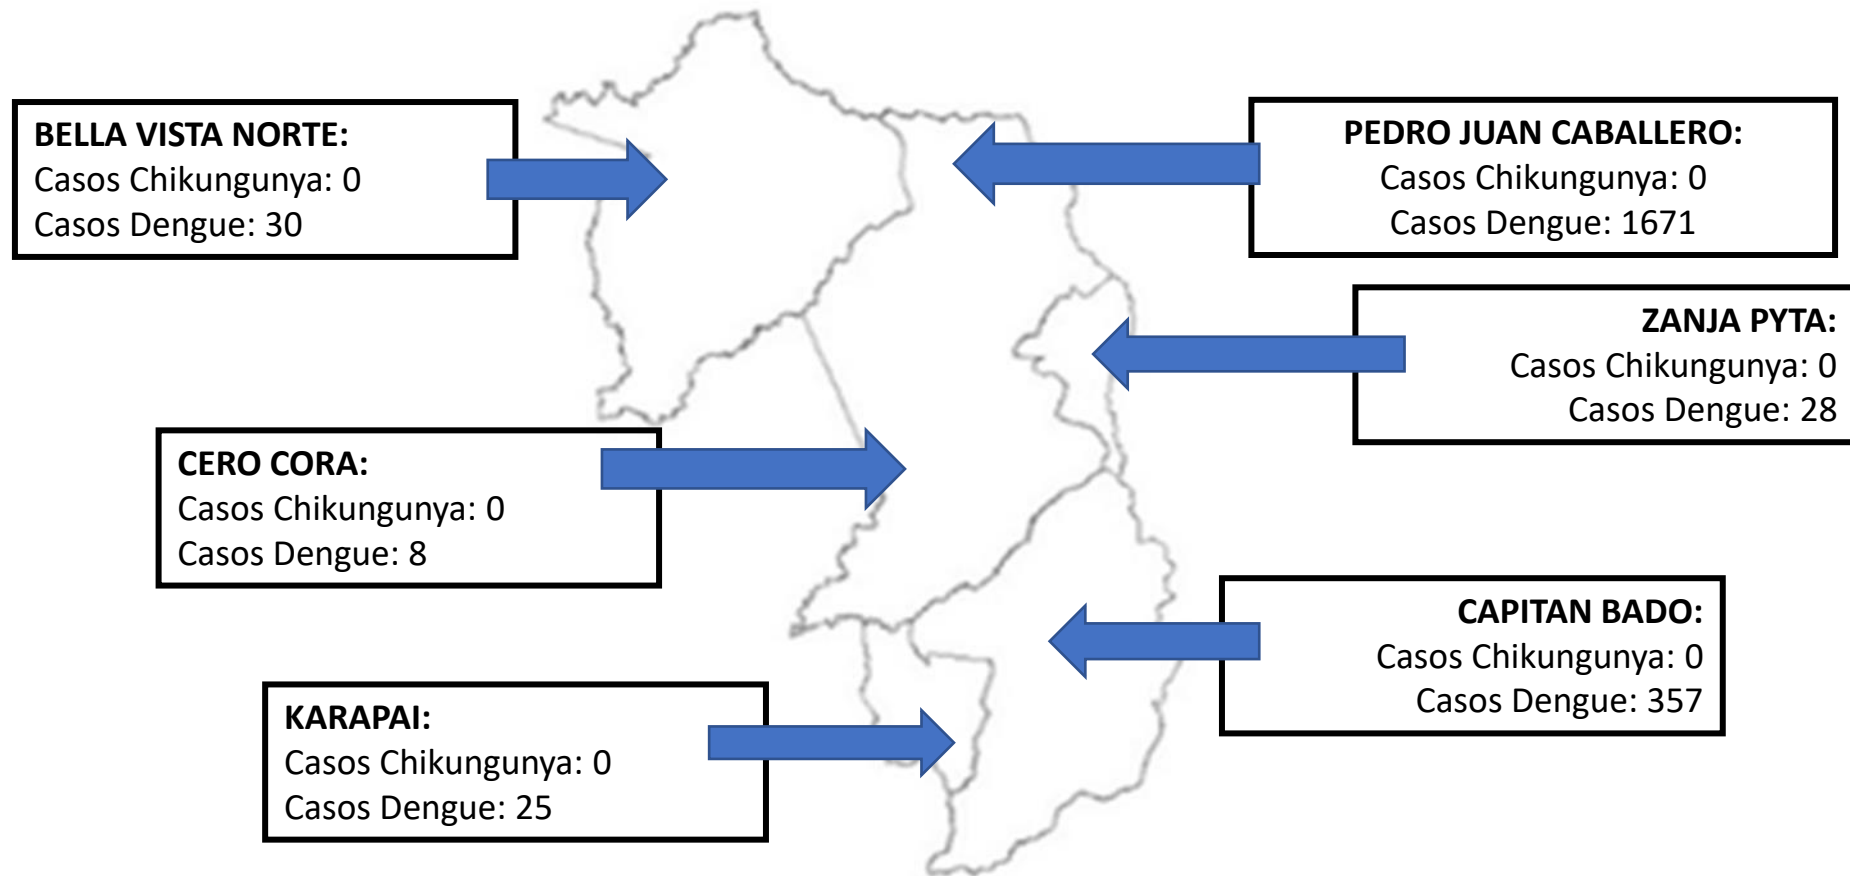 BELLA VISTA NORTE:
Casos Chikungunya: 0
Casos Dengue: 30
PEDRO JUAN CABALLERO:
Casos Chikungunya: 0
Casos Dengue: 1671
ZANJA PYTA:
Casos Chikungunya: 0
Casos Dengue: 28
CERO CORA:
Casos Chikungunya: 0
Casos Dengue: 8
CAPITAN BADO:
Casos Chikungunya: 0
Casos Dengue: 357
KARAPAI:
Casos Chikungunya: 0
Casos Dengue: 25